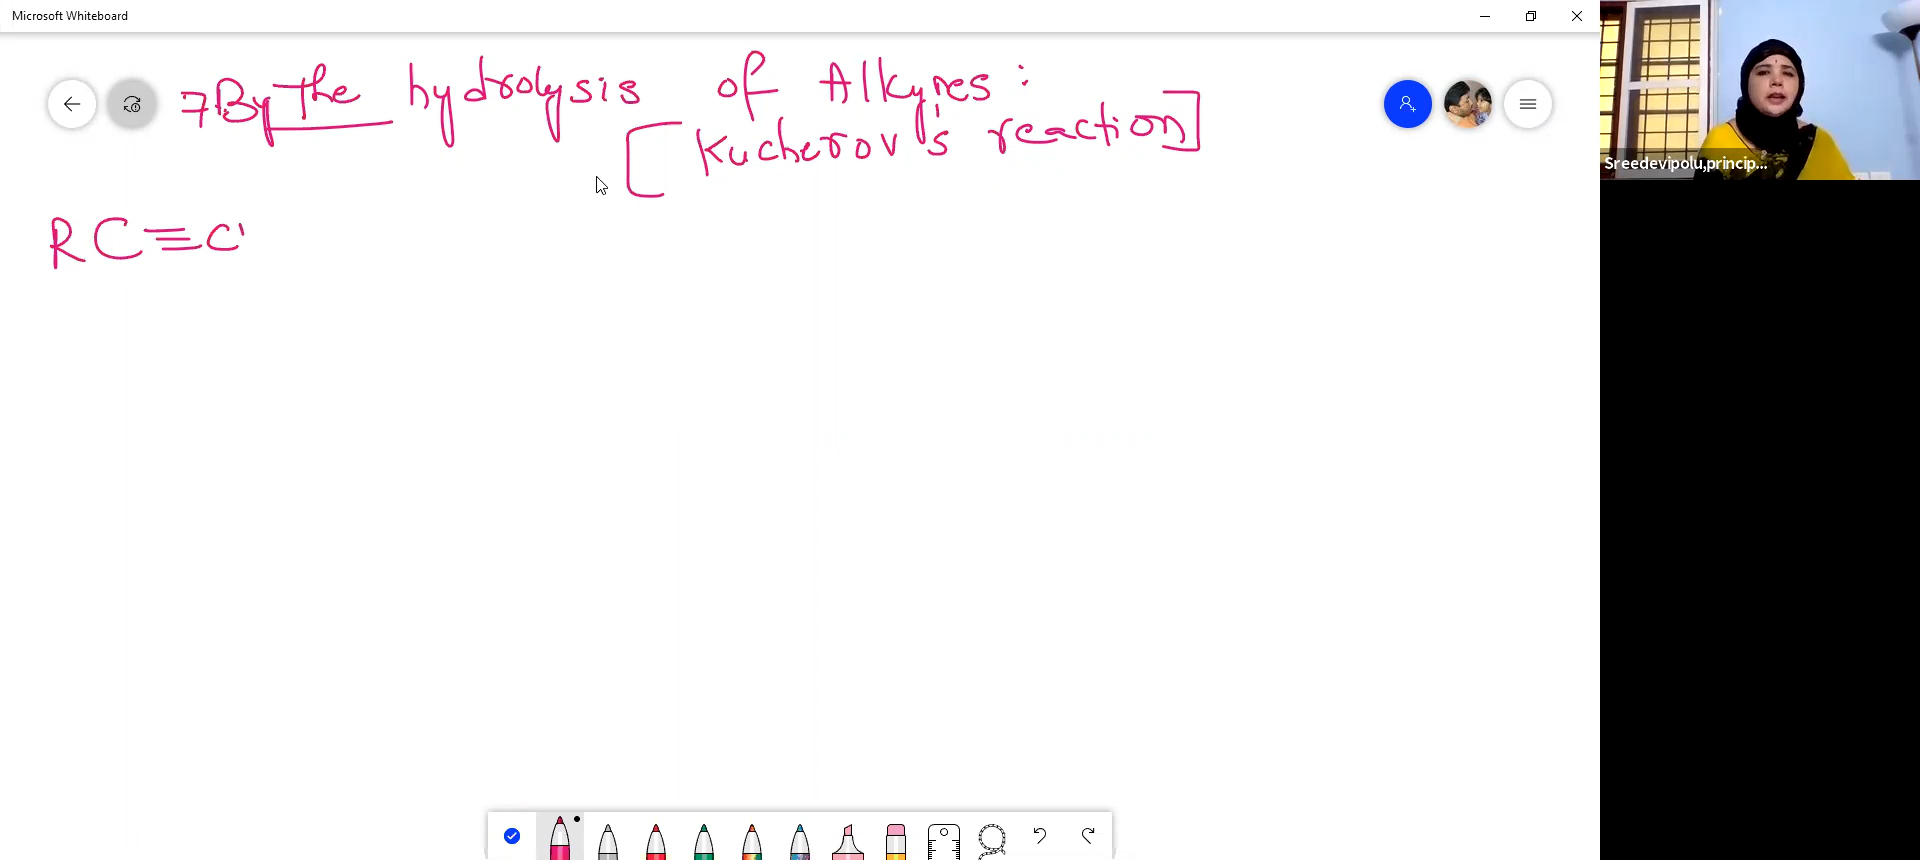 Microsoft Whiteboard
7 By the hydrolysis of Alkynes :
[Kucherov's reaction]
Sreedevipolu,princip...
RC≡C'